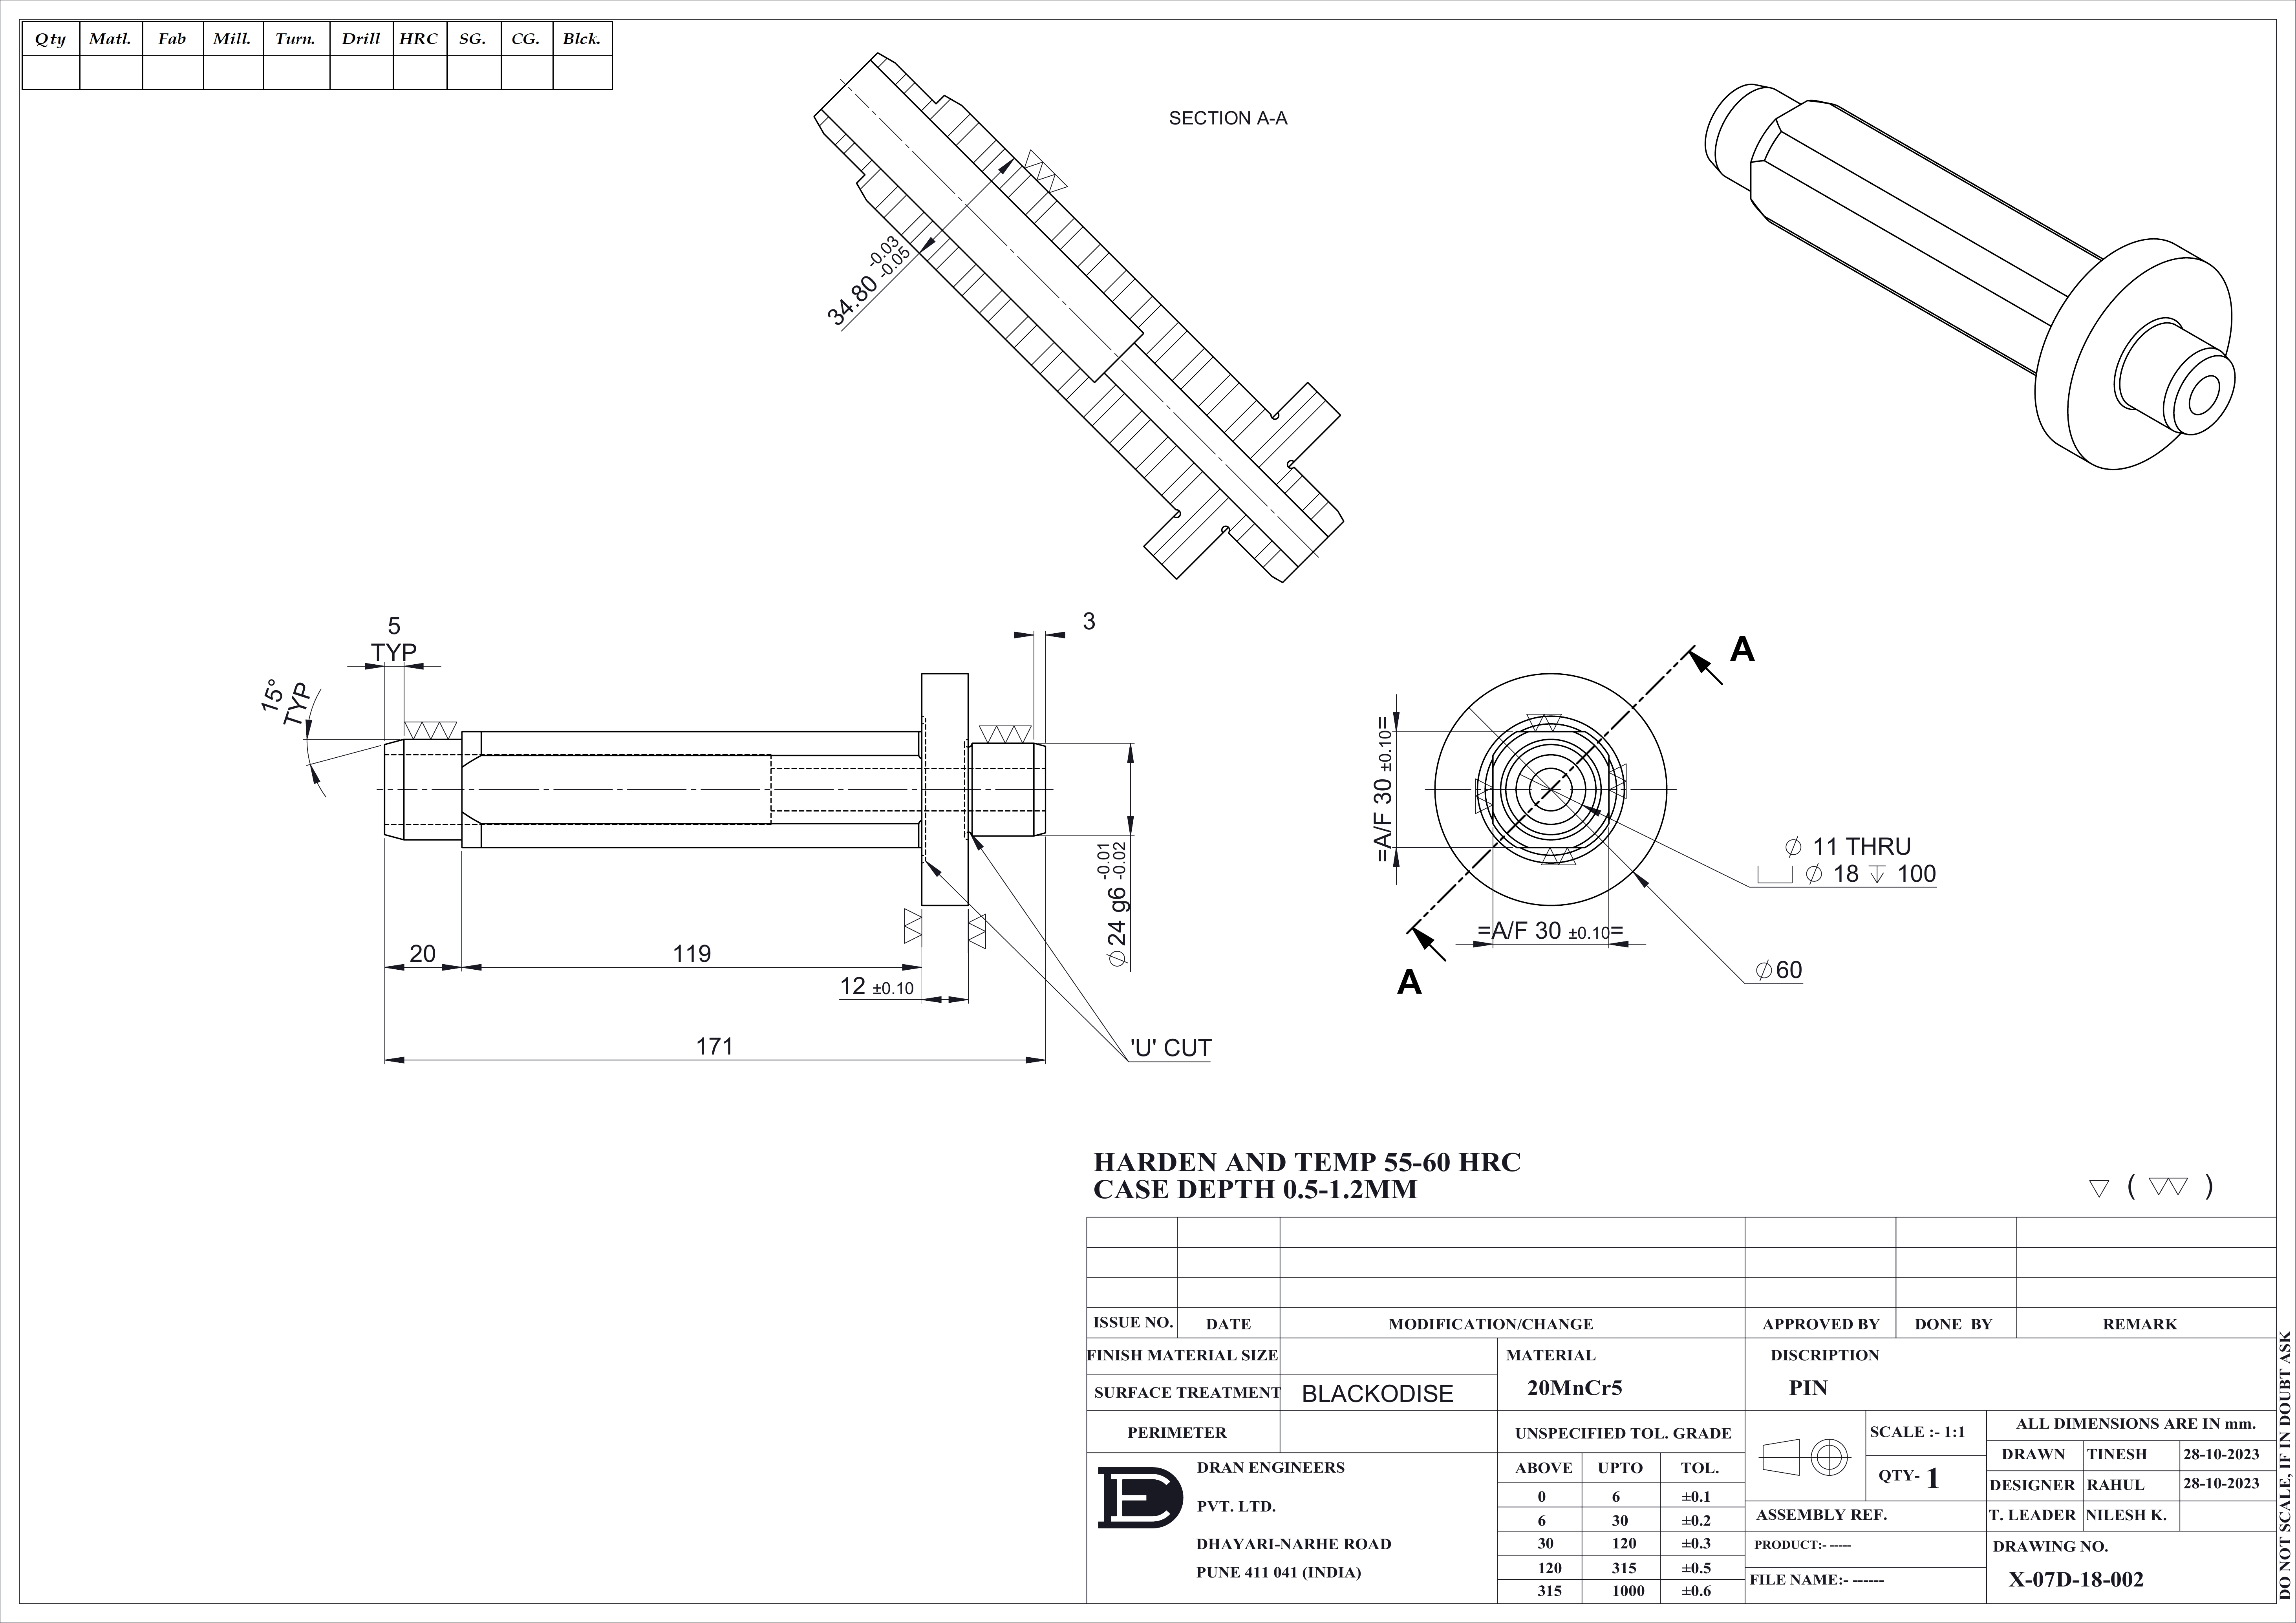 Qty Matl. Fab Mill. Turn. Drill HRC SG. CG. Blck.
SECTION A-A
34.80 -0.03 -0.05
5
TYP
15°
TYP
3
20
119
12 ±0.10
171
⌀24 g6 -0.01 -0.02
'U' CUT
A
A
=A/F 30 ±0.10=
=A/F 30 ±0.10=
⌀ 11 THRU
⌴ ⌀ 18 ↧ 100
⌀60
HARDEN AND TEMP 55-60 HRC
CASE DEPTH 0.5-1.2MM
▽ ( ▽▽ )
ISSUE NO. DATE MODIFICATION/CHANGE APPROVED BY DONE BY REMARK
FINISH MATERIAL SIZE
SURFACE TREATMENT BLACKODISE
PERIMETER
MATERIAL
20MnCr5
DISCRIPTION
PIN
UNSPECIFIED TOL. GRADE
ABOVE UPTO TOL.
0 6 ±0.1
6 30 ±0.2
30 120 ±0.3
120 315 ±0.5
315 1000 ±0.6
DRAN ENGINEERS
PVT. LTD.
DHAYARI-NARHE ROAD
PUNE 411 041 (INDIA)
SCALE :- 1:1
QTY- 1
ALL DIMENSIONS ARE IN mm.
DRAWN TINESH 28-10-2023
DESIGNER RAHUL 28-10-2023
T. LEADER NILESH K.
ASSEMBLY REF.
PRODUCT:- -----
FILE NAME:- ------
DRAWING NO.
X-07D-18-002
DO NOT SCALE, IF IN DOUBT ASK